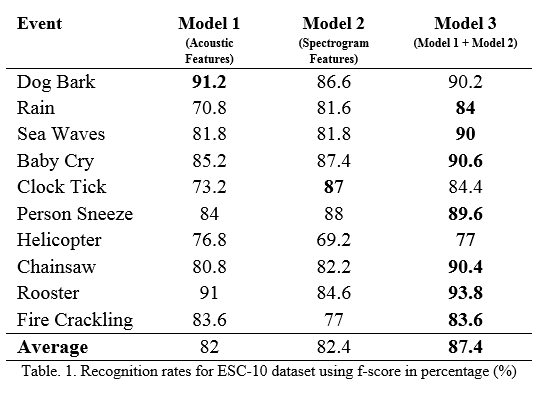 Event Model 1 Model 2 Model 3
(Acoustic (Spectrogram (Model 1 + Model 2)
Features) Features)
Dog Bark 91.2 86.6 90.2
Rain 70.8 81.6 84
Sea Waves 81.8 81.8 90
Baby Cry 85.2 87.4 90.6
Clock Tick 73.2 87 84.4
Person Sneeze 84 88 89.6
Helicopter 76.8 69.2 77
Chainsaw 80.8 82.2 90.4
Rooster 91 84.6 93.8
Fire Crackling 83.6 77 83.6
Average 82 82.4 87.4
Table. 1. Recognition rates for ESC-10 dataset using f-score in percentage (%)